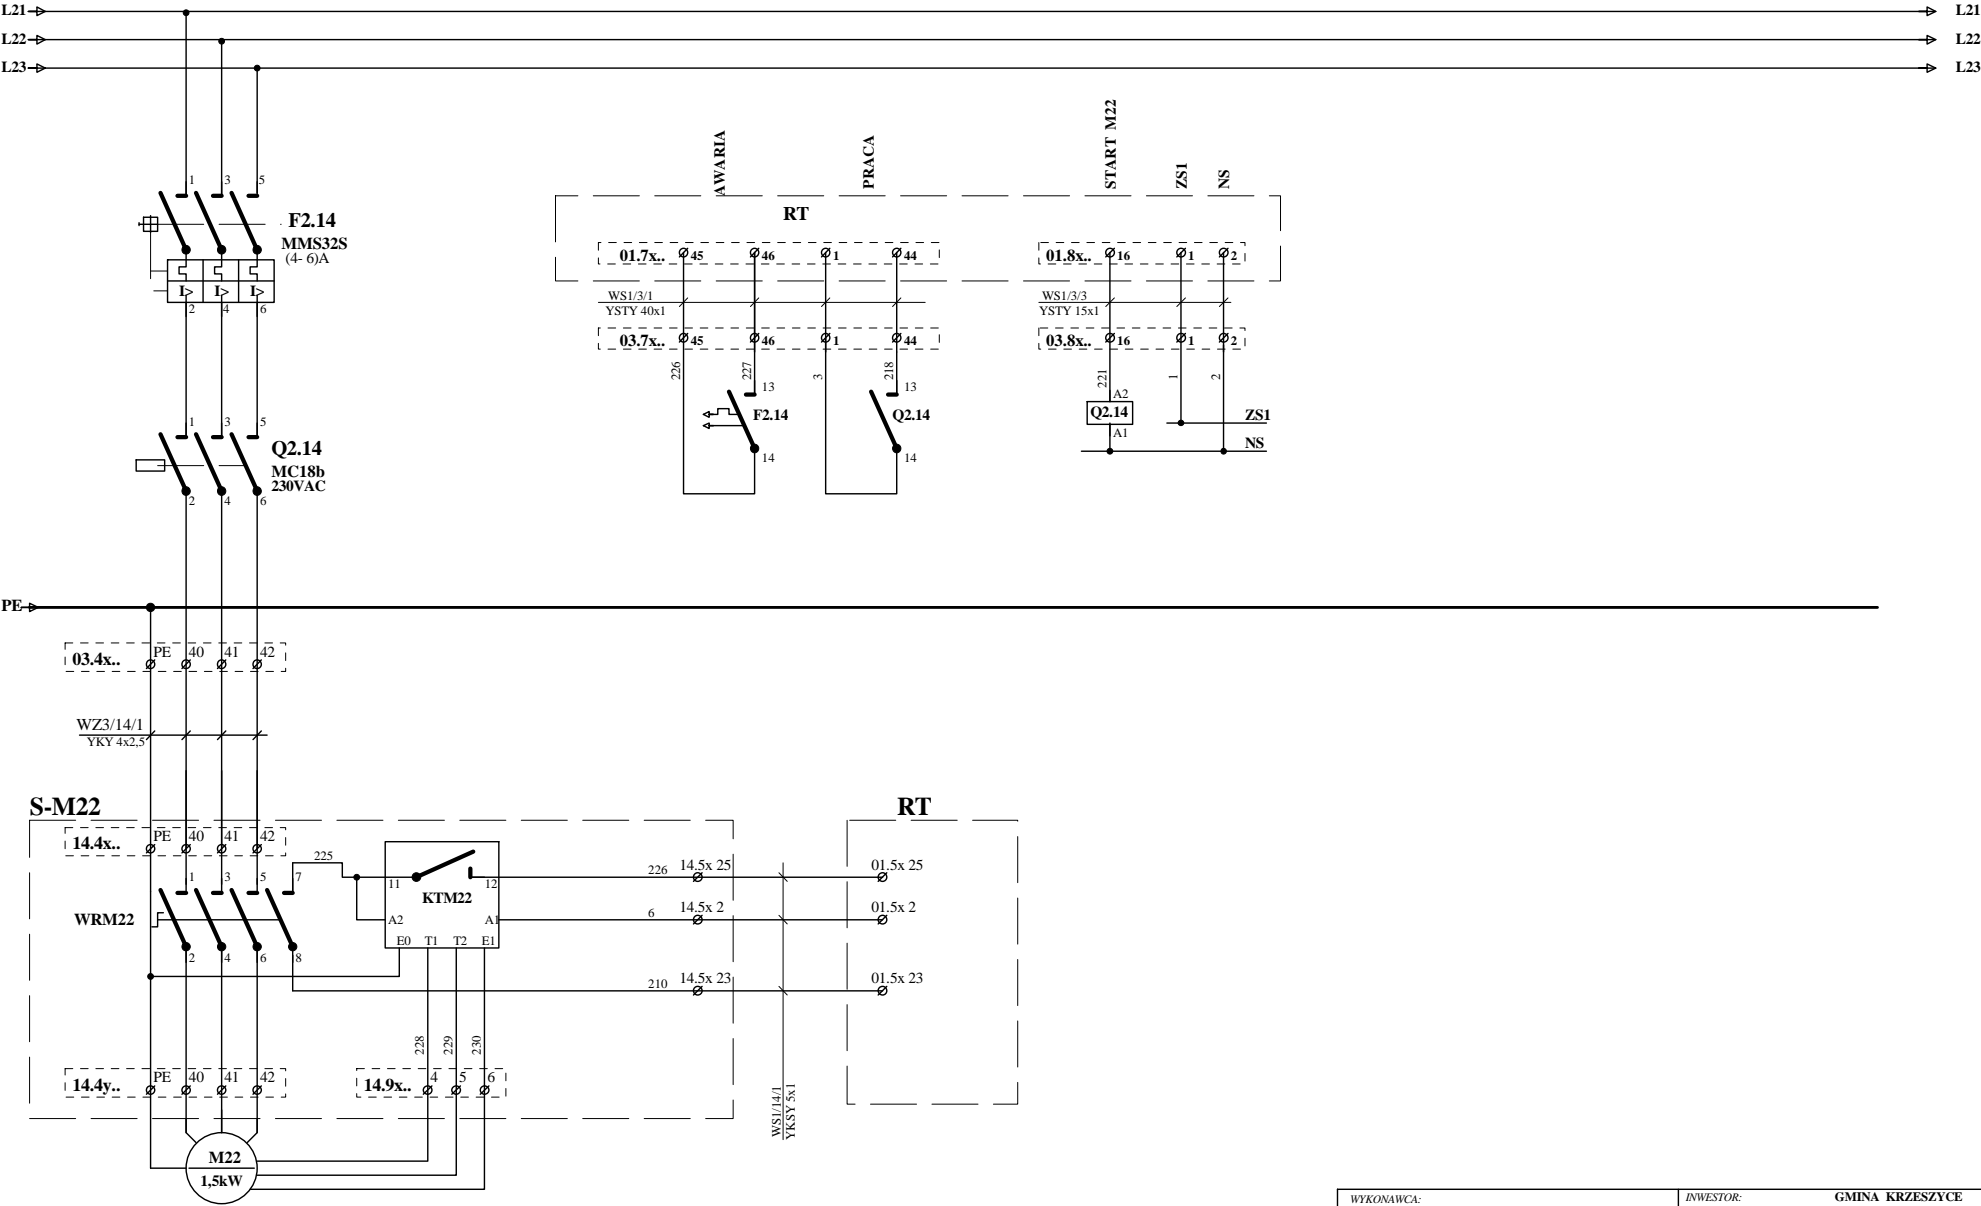 L21 L21
L22 L22
L23 L23
START M22
AWARIA PRACA ZS1 NS
1 3 5
RT
F2.14
MMS32S
(4- 6)A
01.7x.. 45 46 1 44 01.8x.. 16 1 2
I> I> I>
2 4 6
WS1/3/1 WS1/3/3
YSTY 40x1 YSTY 15x1
03.7x.. 45 46 1 44 03.8x.. 16 1 2
226 227 3 218 221 1 2
13 13 A2
F2.14 Q2.14 Q2.14 ZS1
1 3 5 A1
NS
Q2.14
14 14
MC18b
230VAC
2 4 6
PE
03.4x.. PE 40 41 42
WZ3/14/1
YKY 4x2,5
S-M22 RT
14.4x.. PE 40 41 42
225
226 14.5x 25 01.5x 25
1 3 5 7
11 12
KTM22
WRM22
A2 A1
6 14.5x 2 01.5x 2
E0 T1 T2 E1
2 4 6 8
210 14.5x 23 01.5x 23
228 229 230
14.4y.. PE 40 41 42 14.9x.. 4 5 6
WS1/14/1
YKSY 5x1
M22
1,5kW
WYKONAWCA: INWESTOR: GMINA KRZESZYCE